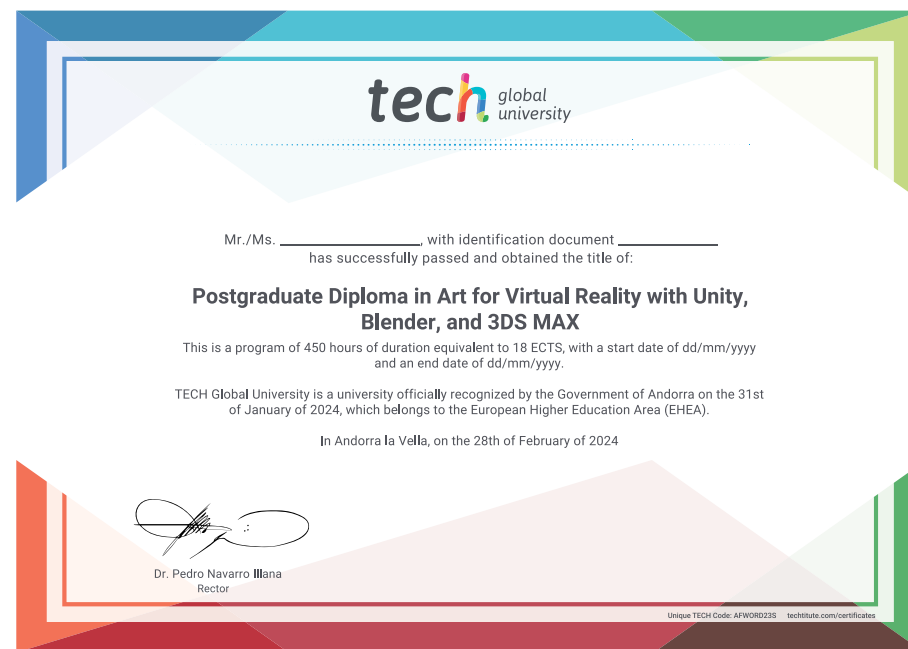 tech global
university
Mr./Ms. ____________________, with identification document ______________
has successfully passed and obtained the title of:
Postgraduate Diploma in Art for Virtual Reality with Unity,
Blender, and 3DS MAX
This is a program of 450 hours of duration equivalent to 18 ECTS, with a start date of dd/mm/yyyy
and an end date of dd/mm/yyyy.
TECH Global University is a university officially recognized by the Government of Andorra on the 31st
of January of 2024, which belongs to the European Higher Education Area (EHEA).
In Andorra la Vella, on the 28th of February of 2024
Dr. Pedro Navarro Illana
Rector
Unique TECH Code: AFWORD23S techtitute.com/certificates